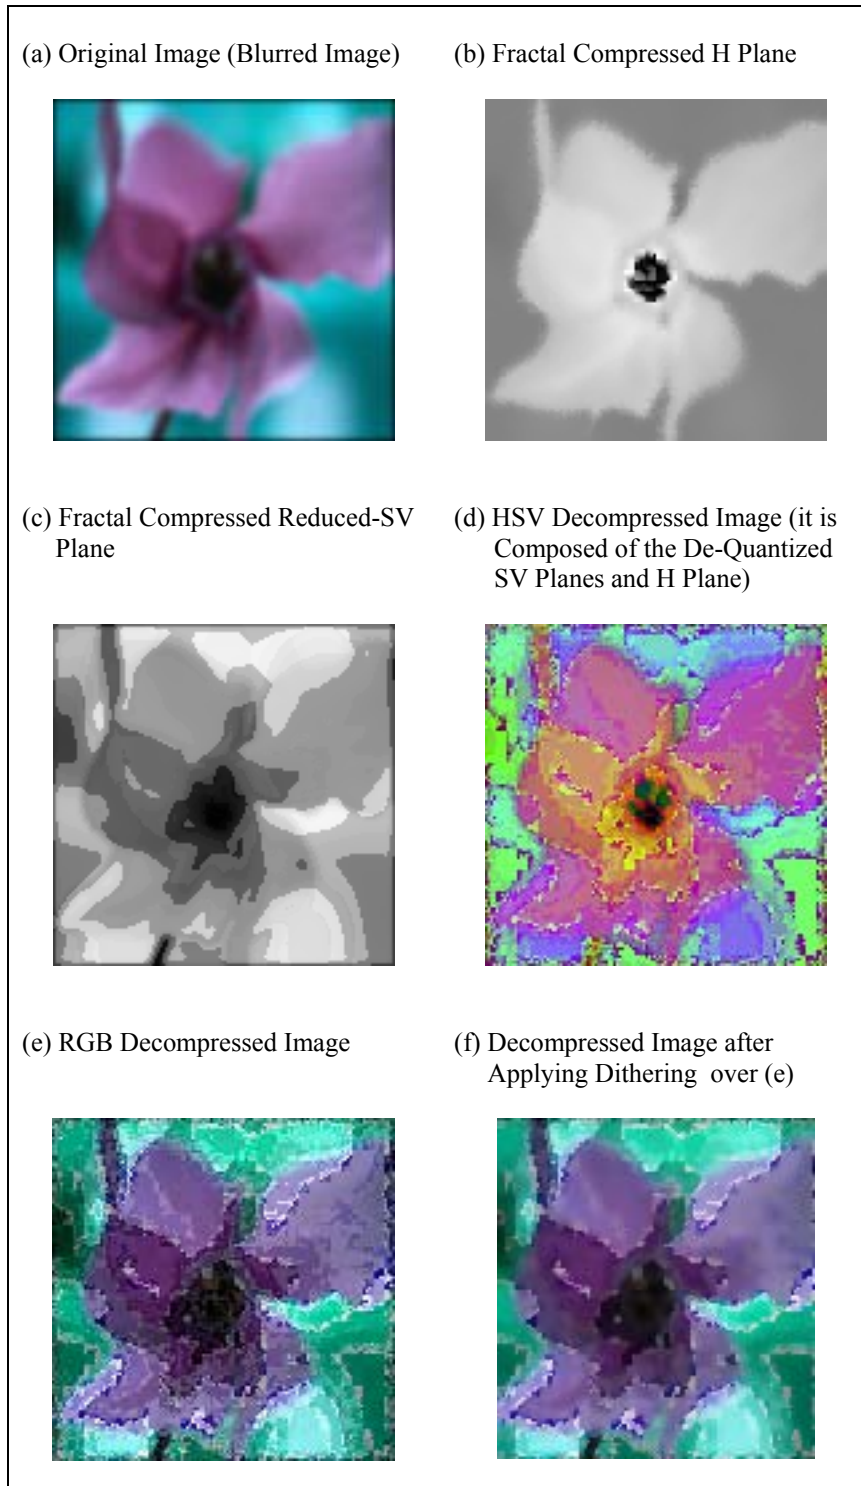 (a) Original Image (Blurred Image)
(b) Fractal Compressed H Plane
(c) Fractal Compressed Reduced-SV
Plane
(d) HSV Decompressed Image (it is
Composed of the De-Quantized
SV Planes and H Plane)
(e) RGB Decompressed Image
(f) Decompressed Image after
Applying Dithering over (e)